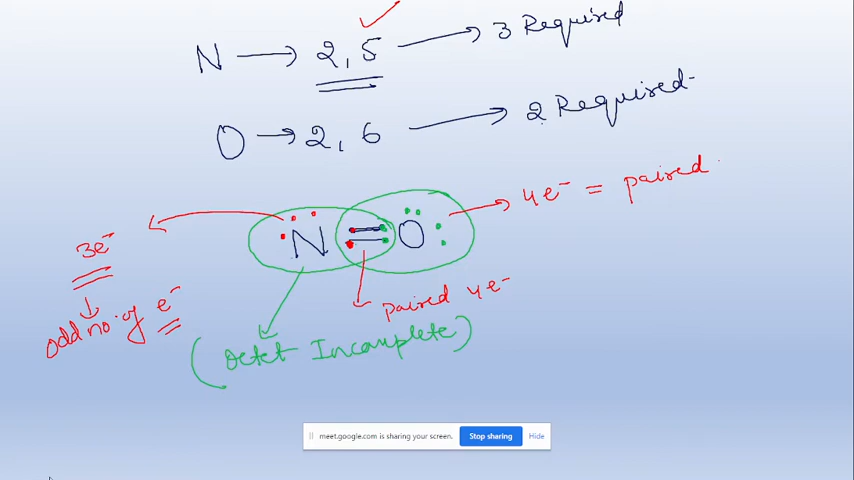 N → 2, 5 → 3 Required
O → 2, 6 → 2 Required
4e⁻ = paired
N = O
3e⁻
odd no. of e⁻
paired 4e⁻
(Octet Incomplete)
meet.google.com is sharing your screen. Stop sharing Hide